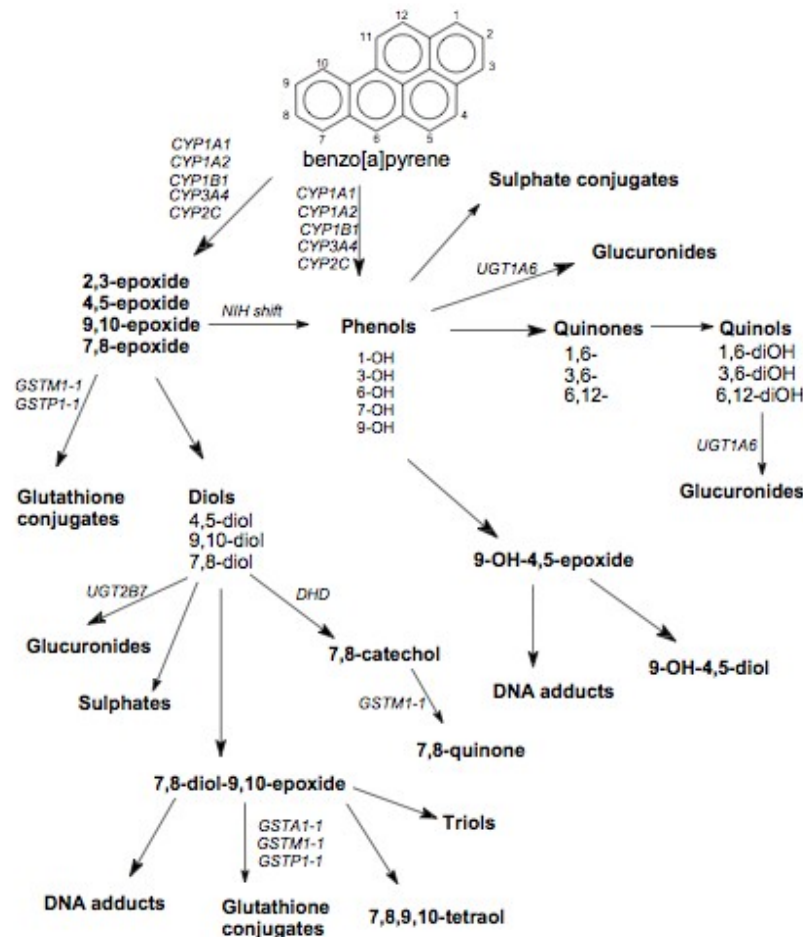 12
1
11
2
10
3
9
8
4
7
6
5
benzo[a]pyrene
CYP1A1
CYP1A2
CYP1B1
CYP3A4
CYP2C
CYP1A1
CYP1A2
CYP1B1
CYP3A4
CYP2C
Sulphate conjugates
UGT1A6
Glucuronides
2,3-epoxide
4,5-epoxide
9,10-epoxide
7,8-epoxide
NIH shift
Phenols
1-OH
3-OH
6-OH
7-OH
9-OH
Quinones
1,6-
3,6-
6,12-
Quinols
1,6-diOH
3,6-diOH
6,12-diOH
UGT1A6
Glucuronides
GSTM1-1
GSTP1-1
Glutathione
conjugates
Diols
4,5-diol
9,10-diol
7,8-diol
9-OH-4,5-epoxide
UGT2B7
DHD
Glucuronides
Sulphates
7,8-catechol
GSTM1-1
7,8-quinone
DNA adducts
9-OH-4,5-diol
7,8-diol-9,10-epoxide
GSTA1-1
GSTM1-1
GSTP1-1
Triols
DNA adducts
Glutathione
conjugates
7,8,9,10-tetraol